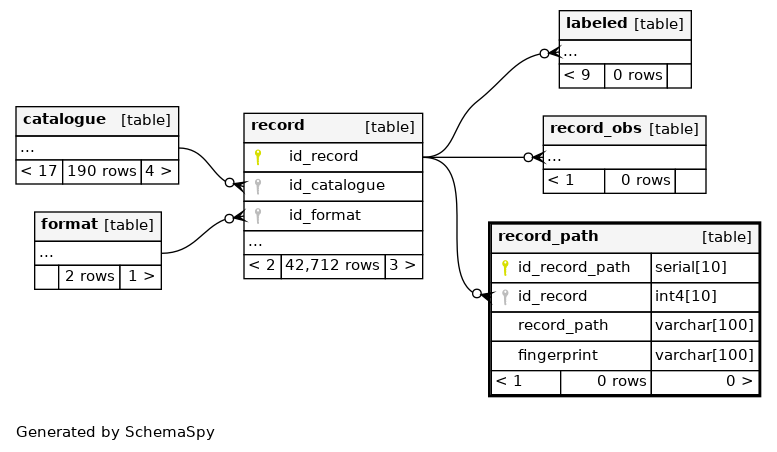 labeled [table]
...
< 9 0 rows
catalogue [table]
...
< 17 190 rows 4 >
record [table]
id_record
id_catalogue
id_format
...
< 2 42,712 rows 3 >
record_obs [table]
...
< 1 0 rows
format [table]
...
2 rows 1 >
record_path [table]
id_record_path serial[10]
id_record int4[10]
record_path varchar[100]
fingerprint varchar[100]
< 1 0 rows 0 >
Generated by SchemaSpy